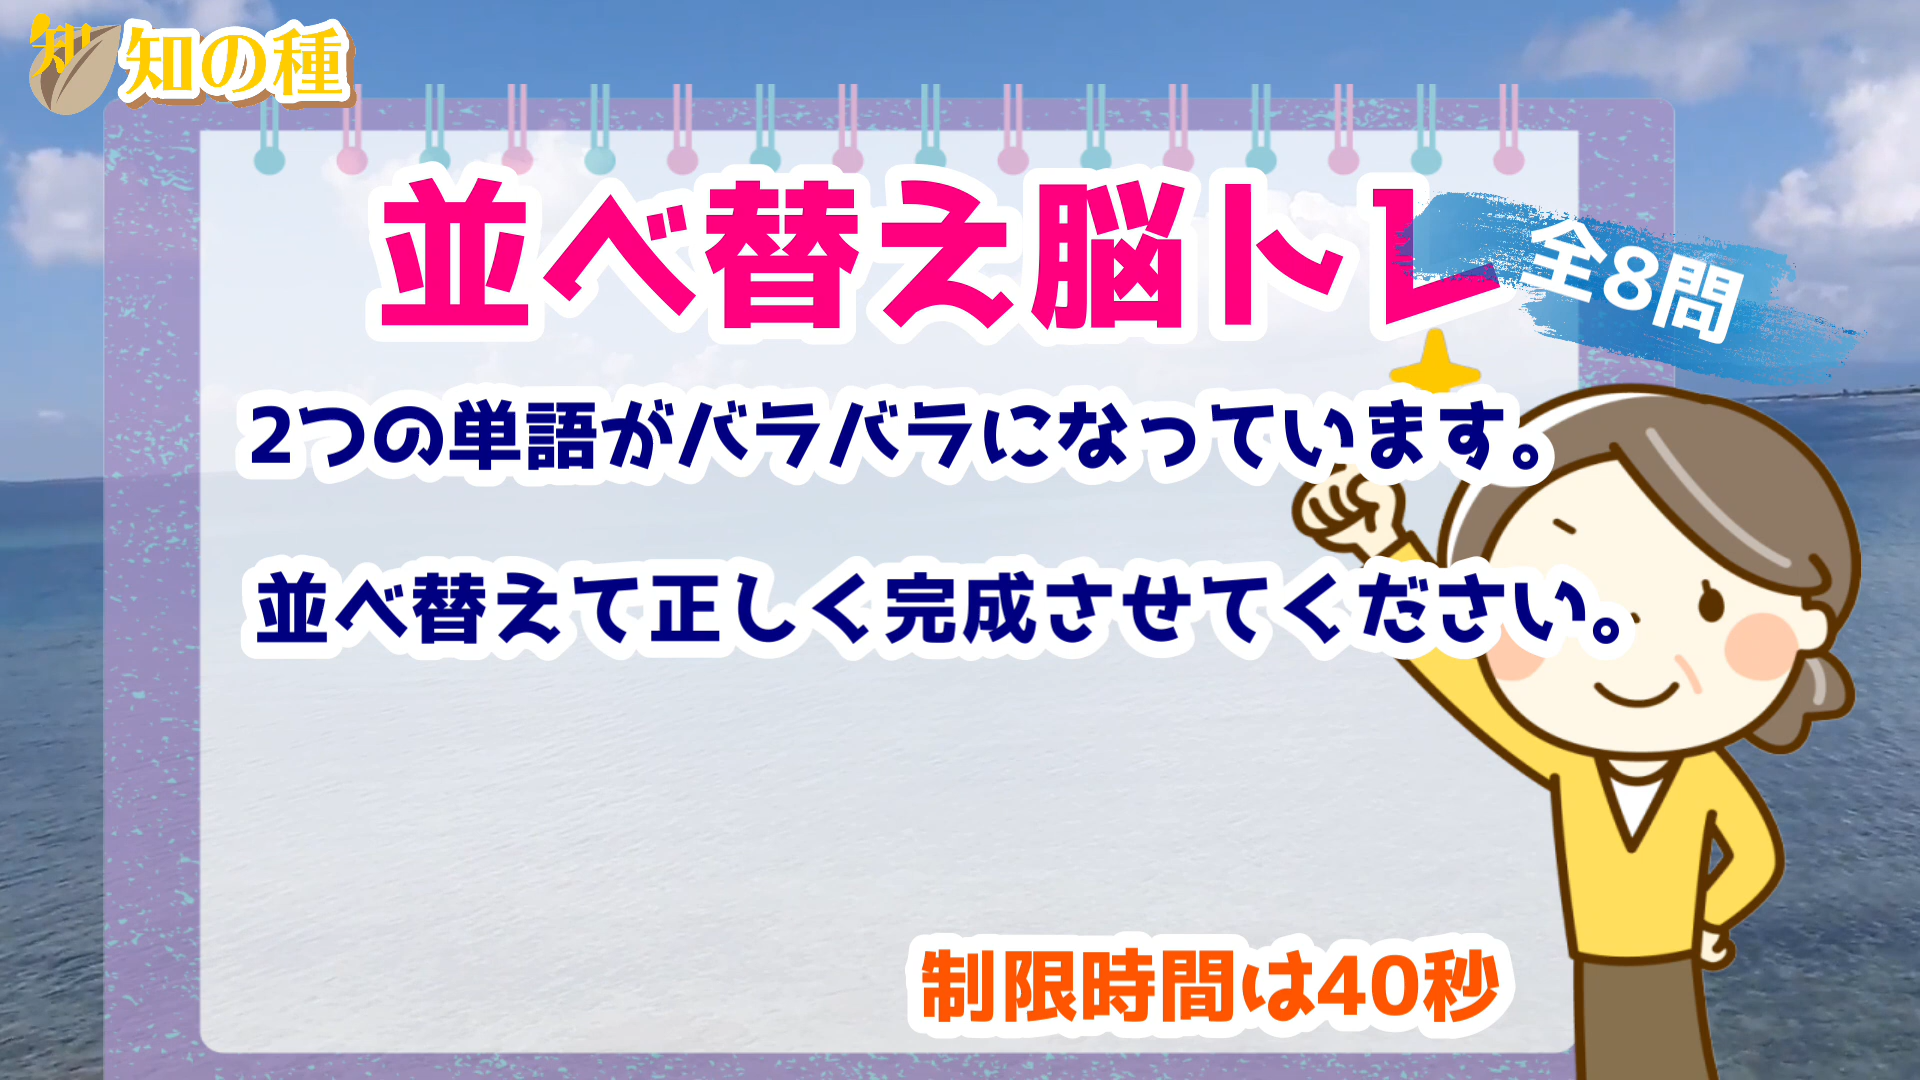 知 知の種
並べ替え脳トレ
全8問
2つの単語がバラバラになっています。
並べ替えて正しく完成させてください。
制限時間は40秒